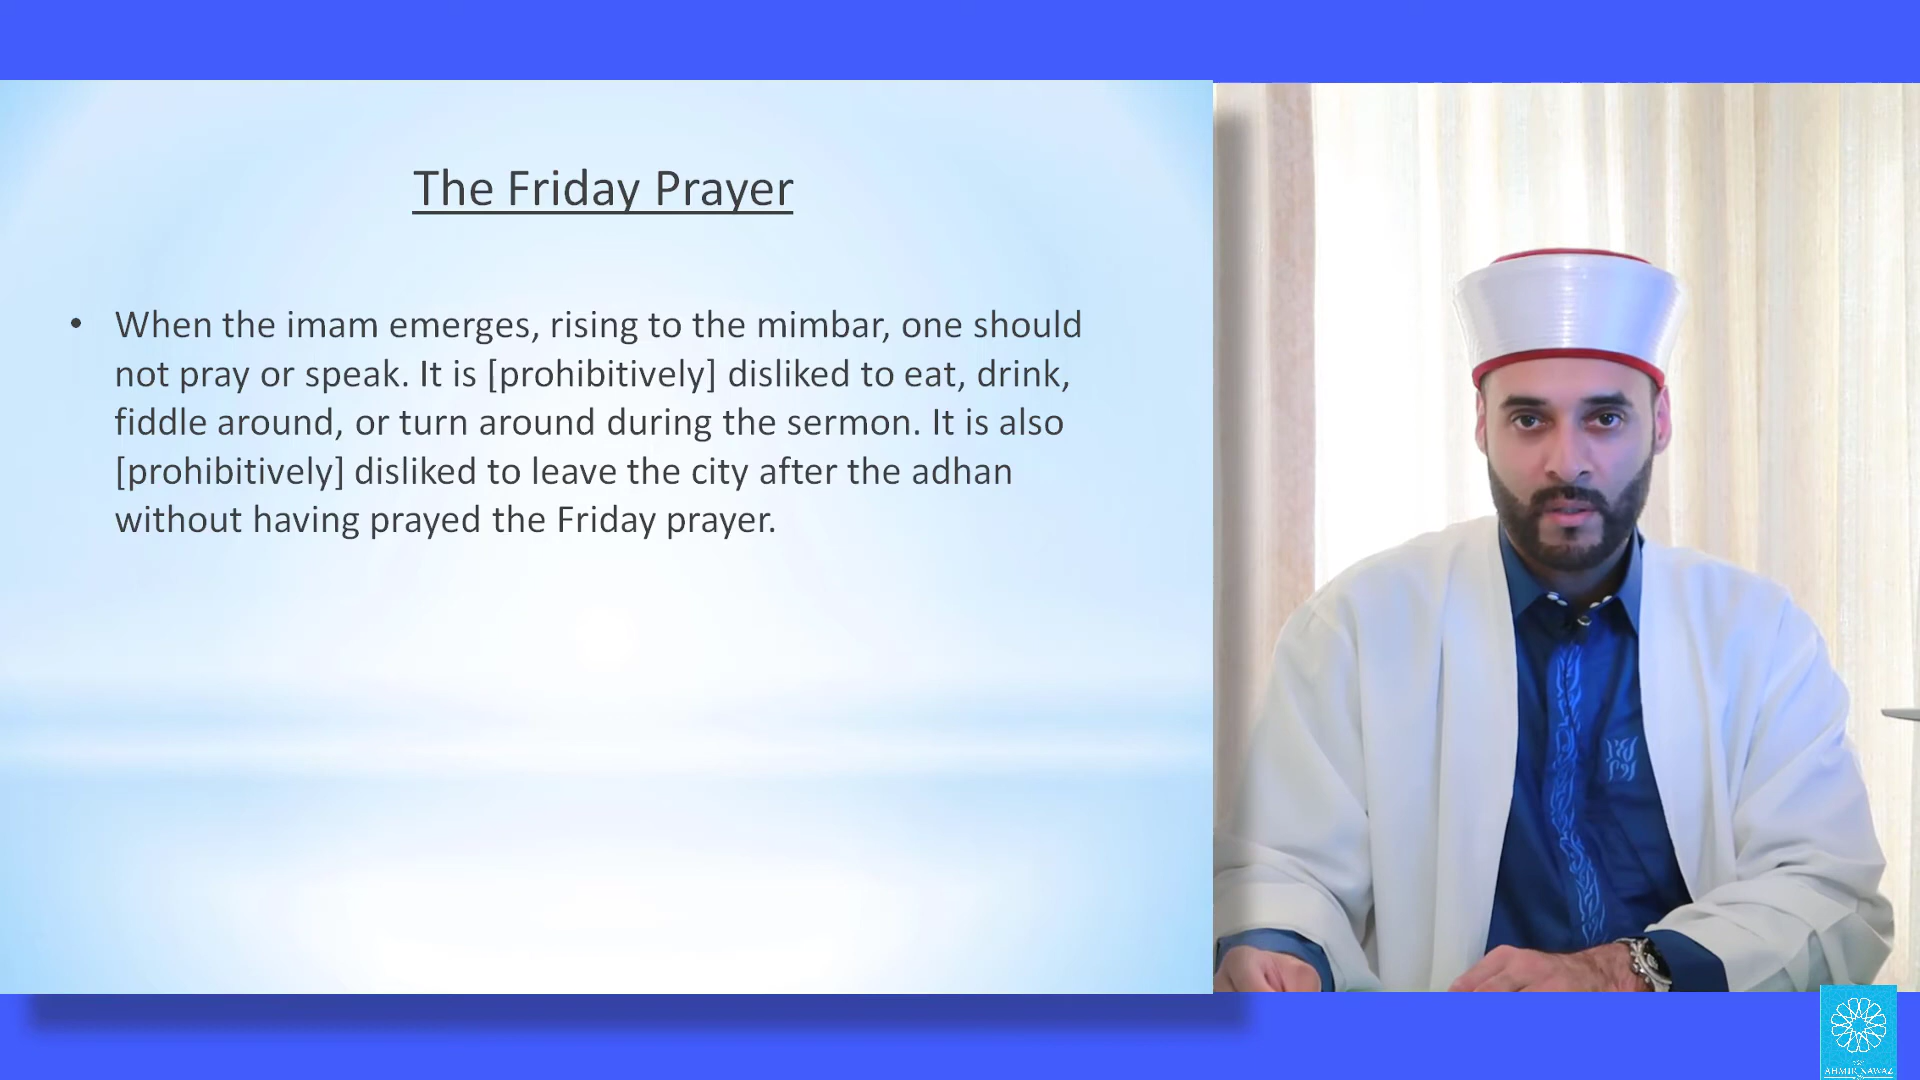 The Friday Prayer
• When the imam emerges, rising to the mimbar, one should
not pray or speak. It is [prohibitively] disliked to eat, drink,
fiddle around, or turn around during the sermon. It is also
[prohibitively] disliked to leave the city after the adhan
without having prayed the Friday prayer.
AHMIR NAWAZ